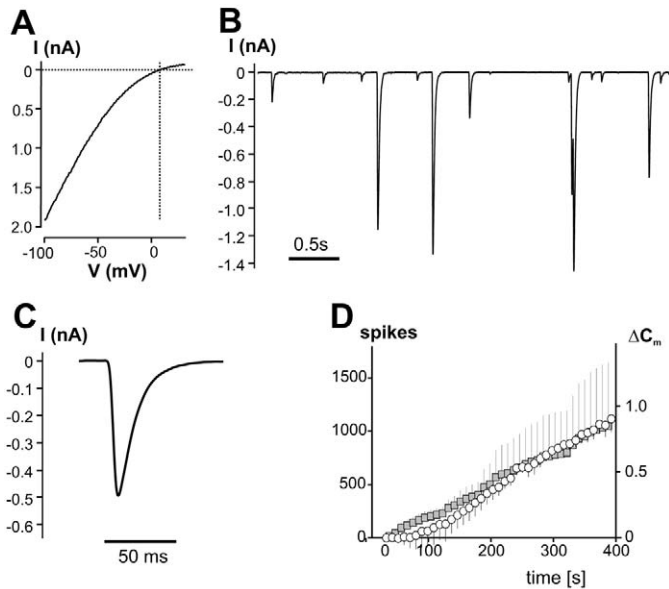 A
I (nA)
0
0.5
1.0
1.5
2.0
-100
-50
0
V (mV)
B
I (nA)
0
-0.2
-0.4
-0.6
-0.8
-1.0
-1.2
-1.4
0.5s
C
I (nA)
0
-0.1
-0.2
-0.3
-0.4
-0.5
-0.6
50 ms
D
spikes
ΔCm
1500
1000
500
0
1.0
0.5
0
0
100
200
300
400
time [s]